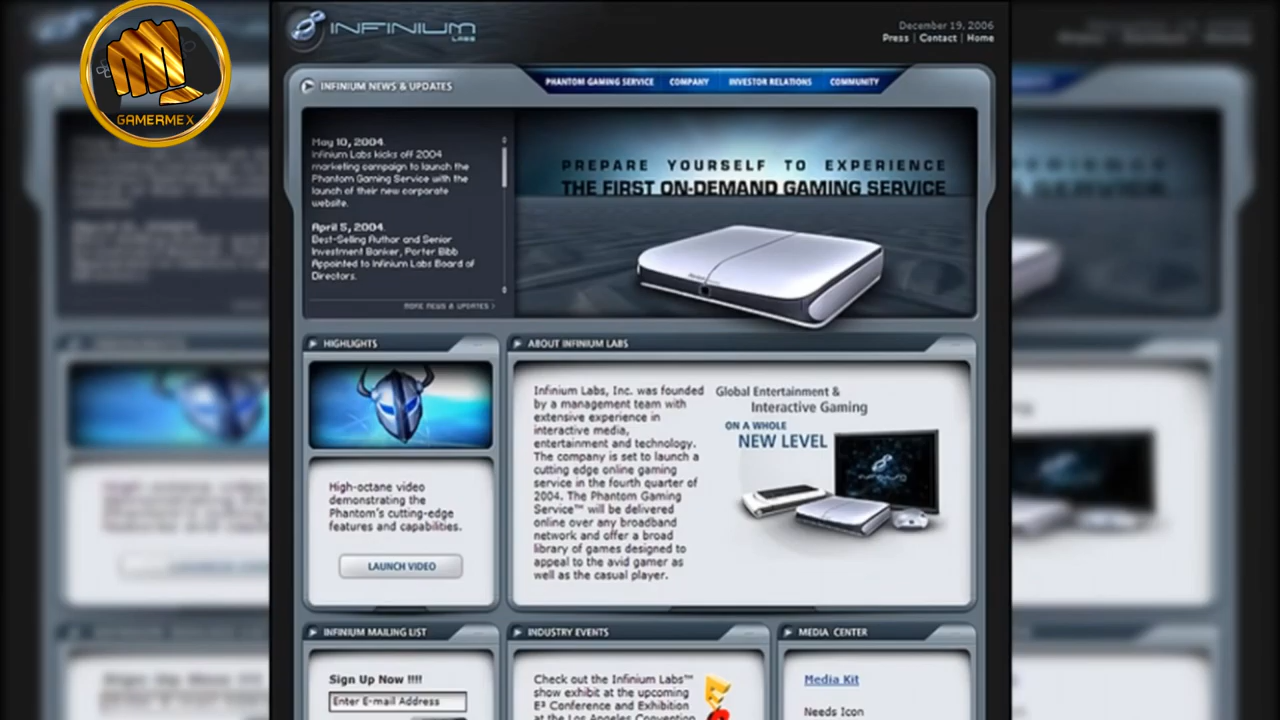 GAMERMEX
INFINIUM
LABS
December 19, 2006
Press | Contact | Home
INFINIUM NEWS & UPDATES
PHANTOM GAMING SERVICE
COMPANY
INVESTOR RELATIONS
COMMUNITY
May 10, 2004.
Infinium Labs kicks off 2004
marketing campaign to launch the
Phantom Gaming Service with the
launch of their new corporate
website.
April 5, 2004.
Best-Selling Author and Senior
Investment Banker, Porter Bibb
Appointed to Infinium Labs Board of
Directors.
MORE NEWS & UPDATES >
PREPARE YOURSELF TO EXPERIENCE
THE FIRST ON-DEMAND GAMING SERVICE
HIGHLIGHTS
High-octane video
demonstrating the
Phantom's cutting-edge
features and capabilities.
LAUNCH VIDEO
ABOUT INFINIUM LABS
Infinium Labs, Inc. was founded
by a management team with
extensive experience in
interactive media,
entertainment and technology.
The company is set to launch a
cutting edge online gaming
service in the fourth quarter of
2004. The Phantom Gaming
Service™ will be delivered
online over any broadband
network and offer a broad
library of games designed to
appeal to the avid gamer as
well as the casual player.
Global Entertainment &
Interactive Gaming
ON A WHOLE
NEW LEVEL
INFINIUM
INFINIUM MAILING LIST
Sign Up Now !!!!
Enter E-mail Address
INDUSTRY EVENTS
Check out the Infinium Labs™
show exhibit at the upcoming
E³ Conference and Exhibition
at the Los Angeles Convention
MEDIA CENTER
Media Kit
Needs Icon